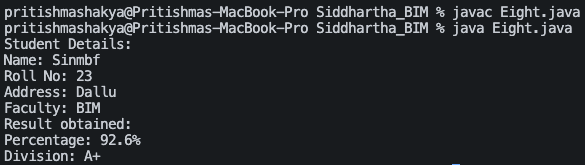 pritishmashakya@Pritishmas-MacBook-Pro Siddhartha_BIM % javac Eight.java
pritishmashakya@Pritishmas-MacBook-Pro Siddhartha_BIM % java Eight.java
Student Details:
Name: Sinmbf
Roll No: 23
Address: Dallu
Faculty: BIM
Result obtained:
Percentage: 92.6%
Division: A+